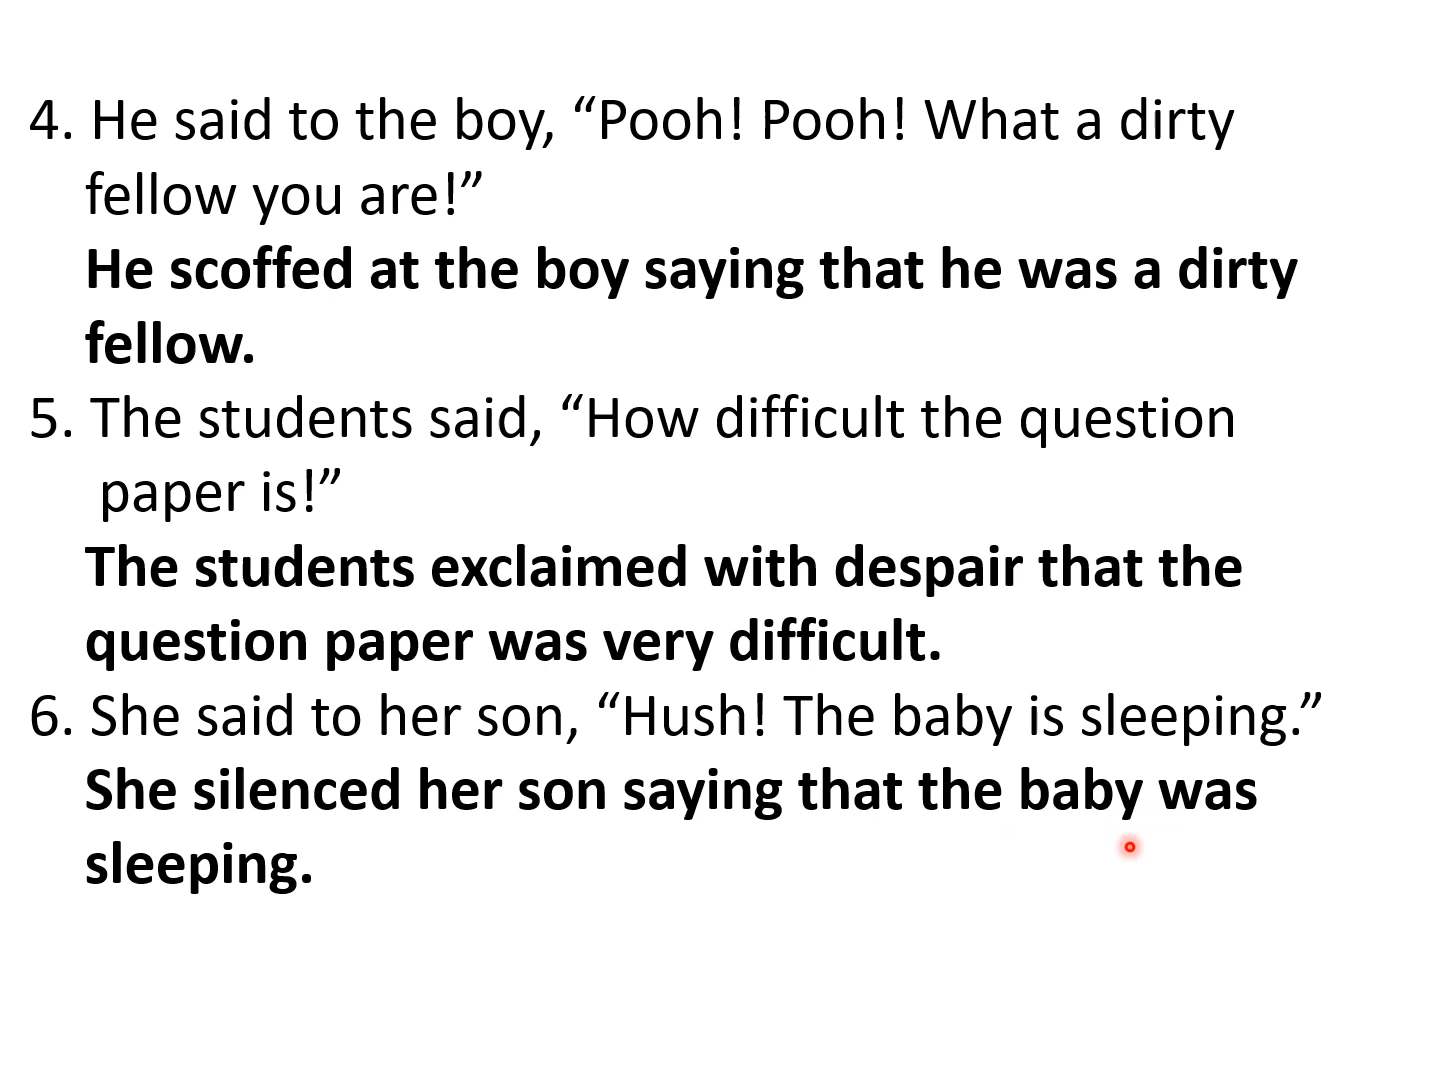 4. He said to the boy, “Pooh! Pooh! What a dirty
fellow you are!”
He scoffed at the boy saying that he was a dirty
fellow.
5. The students said, “How difficult the question
paper is!”
The students exclaimed with despair that the
question paper was very difficult.
6. She said to her son, “Hush! The baby is sleeping.”
She silenced her son saying that the baby was
sleeping.